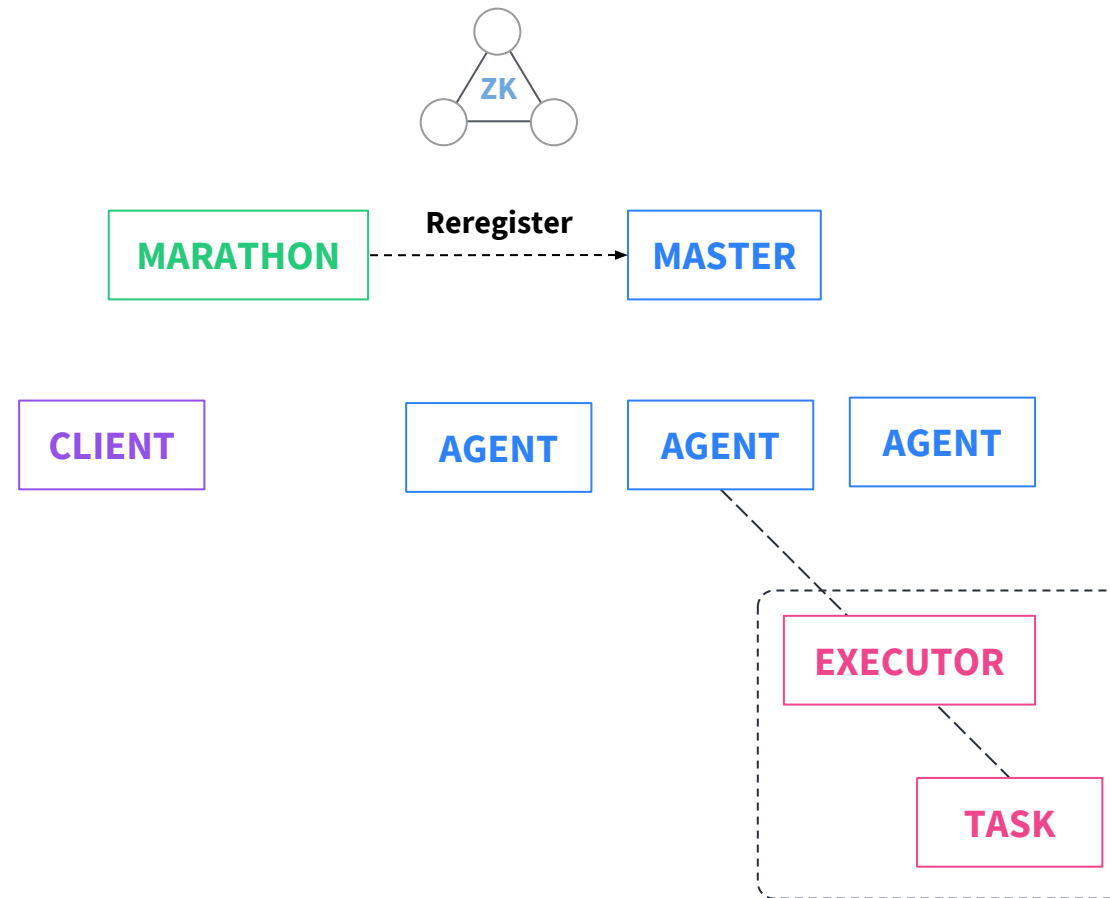 ZK
Reregister
MARATHON
MASTER
CLIENT
AGENT
AGENT
AGENT
EXECUTOR
TASK